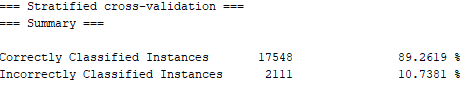 === Stratified cross-validation ===
=== Summary ===
Correctly Classified Instances 17548 89.2619 %
Incorrectly Classified Instances 2111 10.7381 %